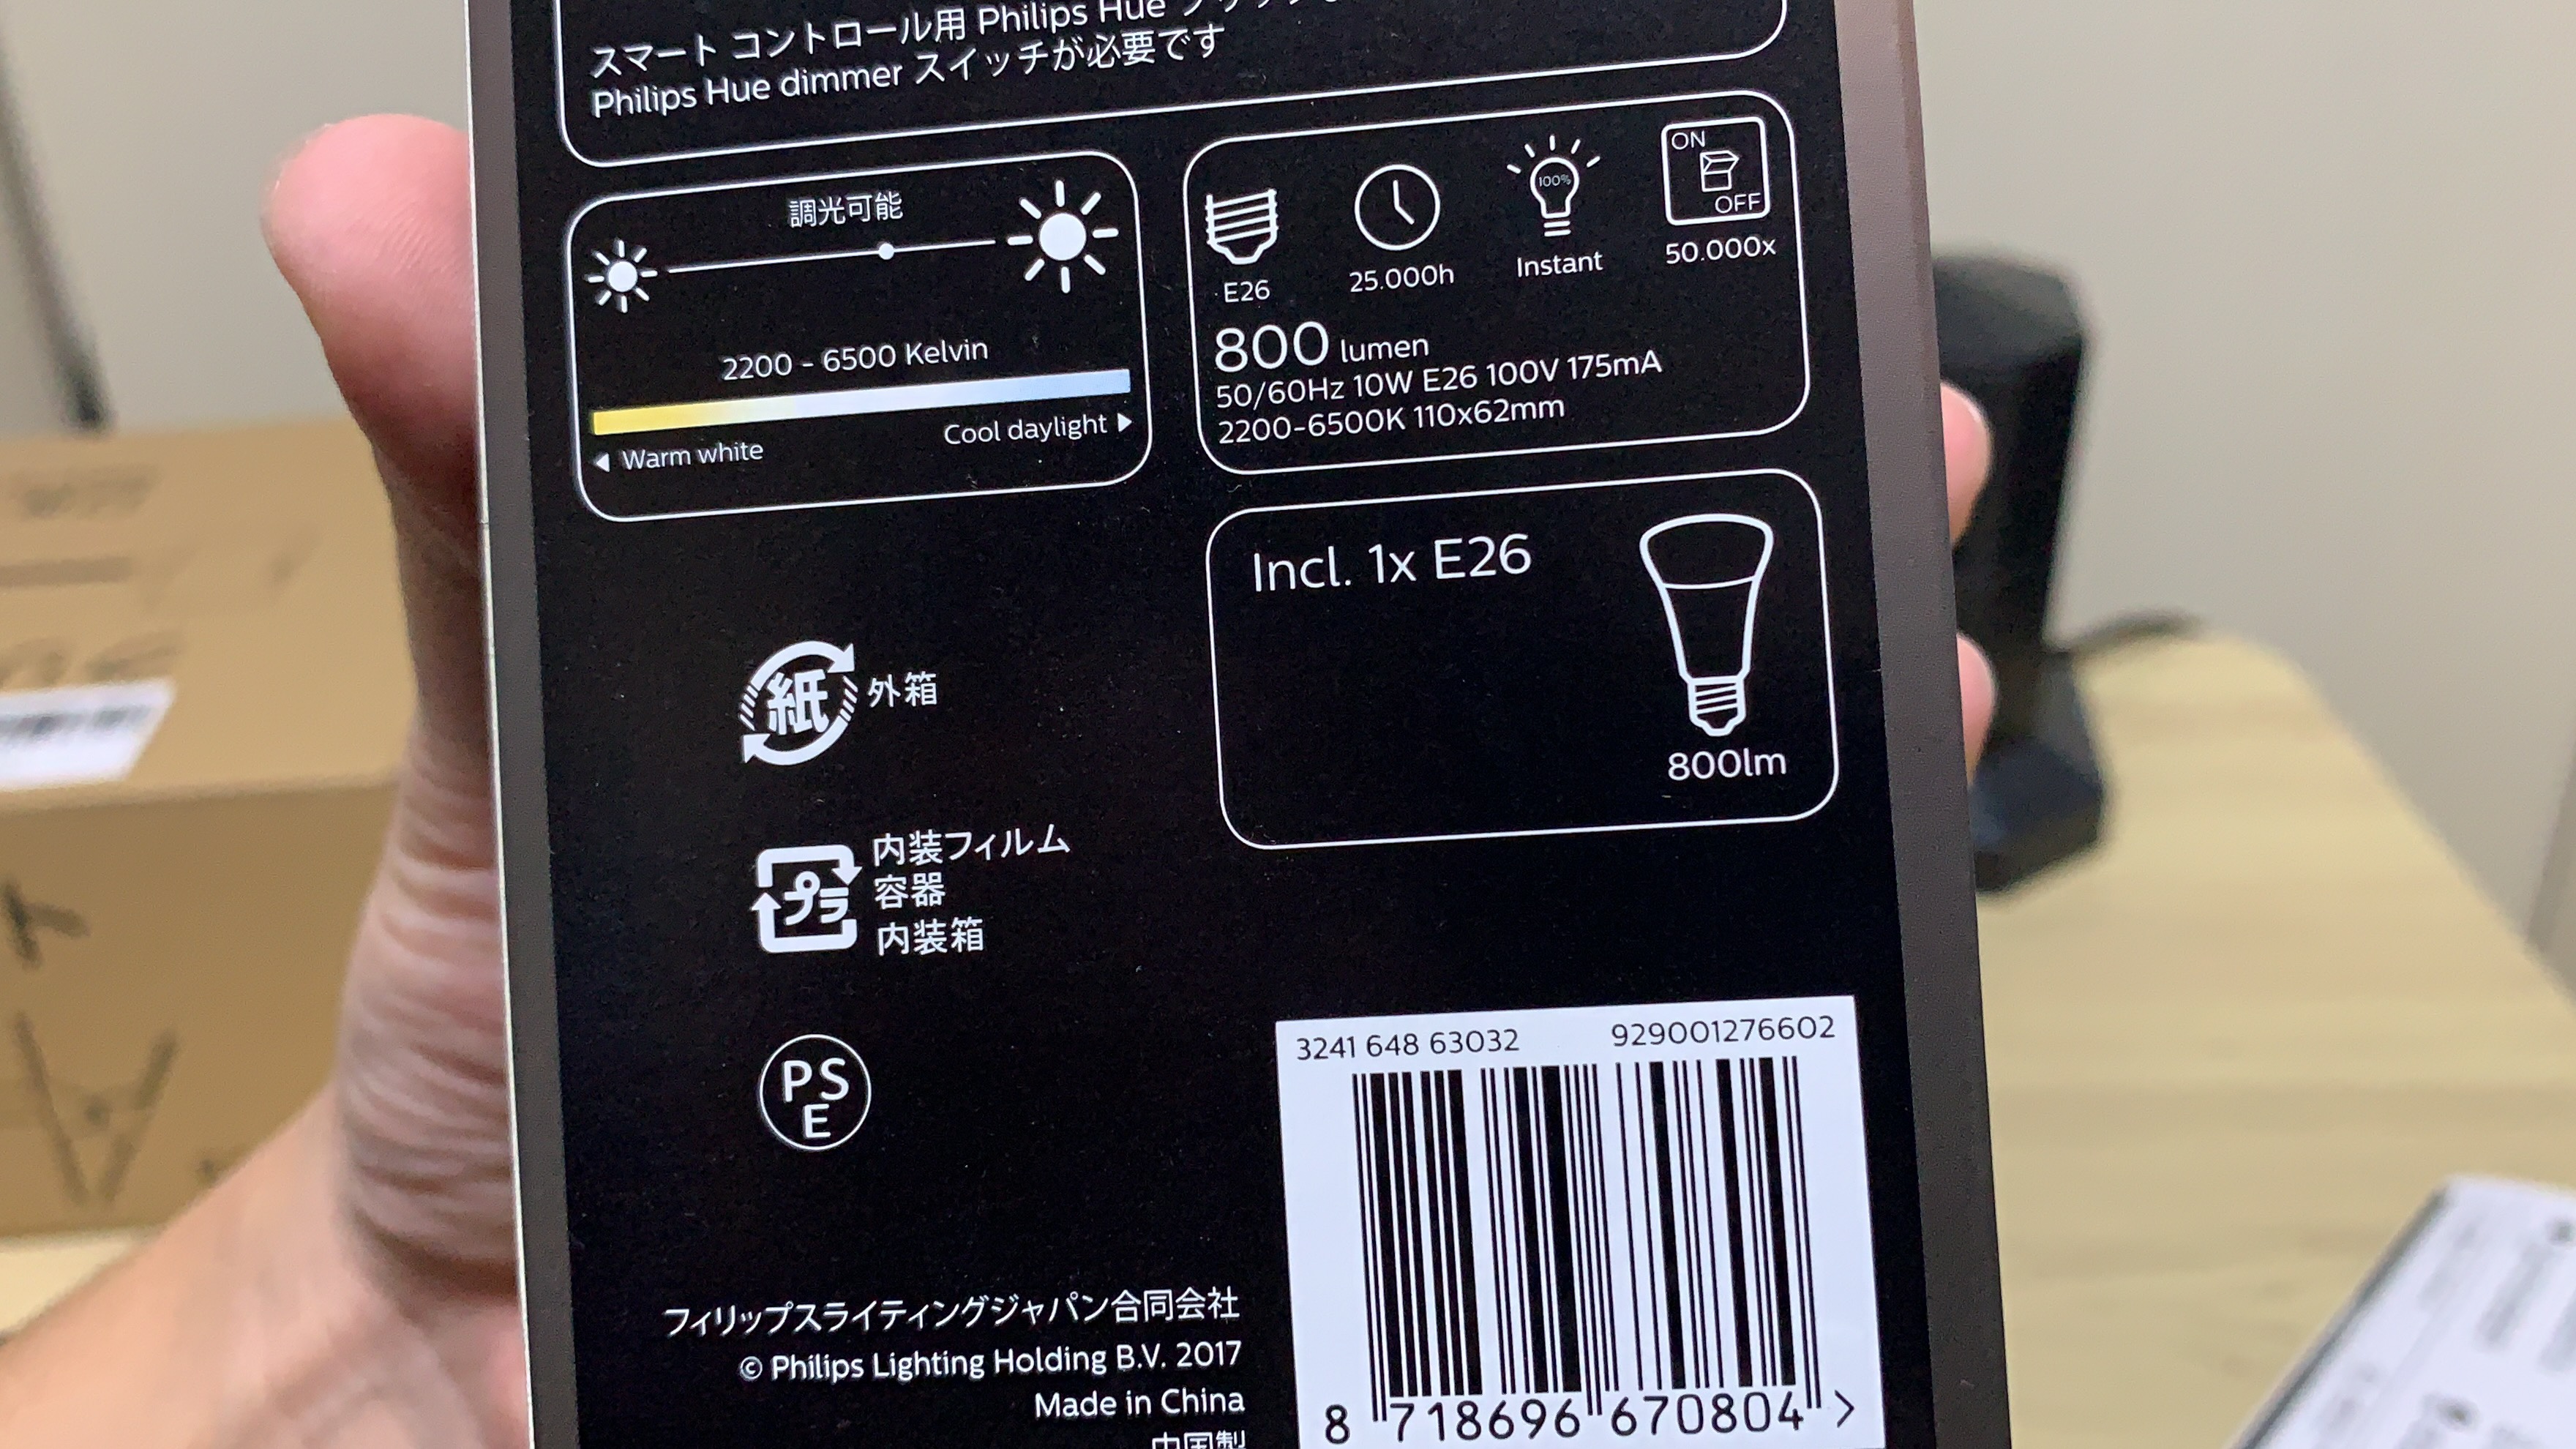 スマート コントロール用 Philips Hue
Philips Hue dimmer スイッチが必要です
調光可能
2200 - 6500 Kelvin
Warm white
Cool daylight
ON
OFF
100%
E26
25.000h
Instant
50.000x
800 lumen
50/60Hz 10W E26 100V 175mA
2200-6500K 110x62mm
Incl. 1x E26
800lm
紙 外箱
プラ
内装フィルム
容器
内装箱
PS
E
3241 648 63032
929001276602
8 718696 670804 >
フィリップスライティングジャパン合同会社
© Philips Lighting Holding B.V. 2017
Made in China
中国製